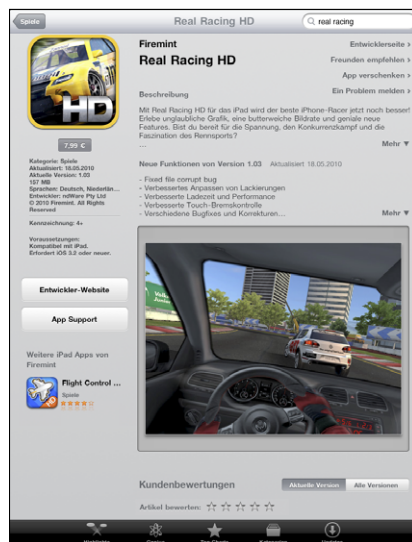 Spiele
Real Racing HD
real racing
HD
7,99 €
Kategorie: Spiele
Aktualisiert: 18.05.2010
Aktuelle Version: 1.03
157 MB
Sprachen: Deutsch, Niederlän...
Entwickler: ndWare Pty Ltd
© 2010 Firemint. All Rights
Reserved
Kennzeichnung: 4+
Voraussetzungen:
Kompatibel mit iPad.
Erfordert iOS 3.2 oder neuer.
Entwickler-Website
App Support
Weitere iPad Apps von
Firemint
Flight Control ...
Spiele
Firemint
Real Racing HD
Entwicklerseite
Freunden empfehlen
App verschenken
Ein Problem melden
Beschreibung
Mit Real Racing HD für das iPad wird der beste iPhone-Racer jetzt noch besser!
Erlebe unglaubliche Grafik, eine butterweiche Bildrate und geniale neue
Features. Bist du bereit für die Spannung, den Konkurrenzkampf und die
Faszination des Rennsports?
...
Mehr ▼
Neue Funktionen von Version 1.03 Aktualisiert 18.05.2010
- Fixed file corrupt bug
- Verbessertes Anpassen von Lackierungen
- Verbesserte Ladezeit und Performance
- Verbesserte Touch-Bremskontrolle
- Verschiedene Bugfixes und Korrekturen...
Mehr ▼
Kundenbewertungen
Aktuelle Version
Alle Versionen
Artikel bewerten: